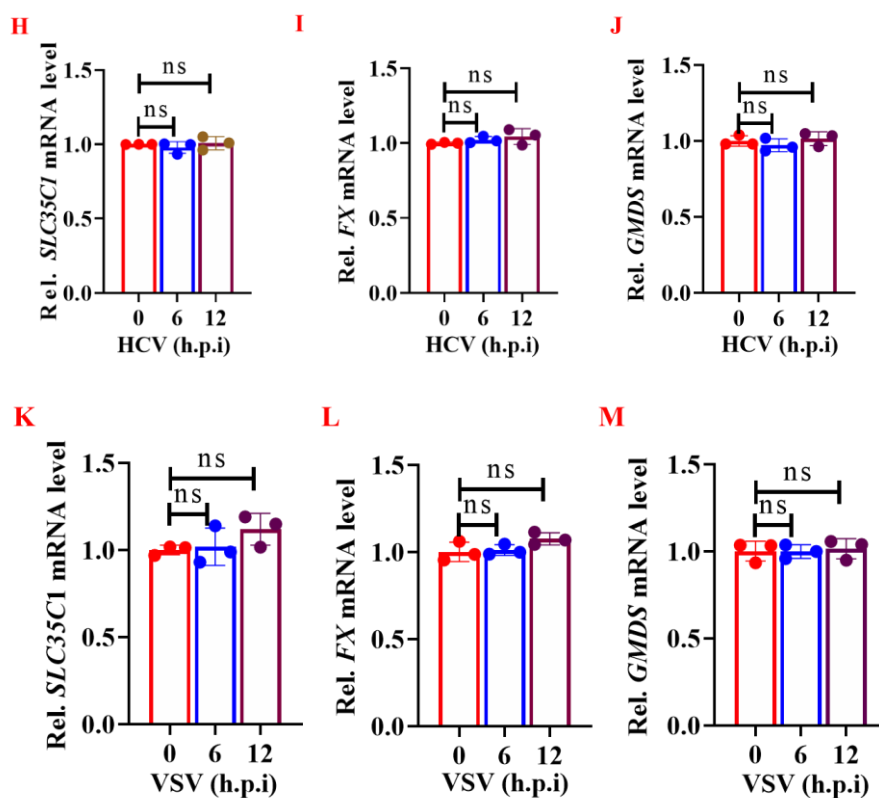 H
Rel. SLC35C1 mRNA level
1.5
1.0
0.5
0.0
ns
ns
0 6 12
HCV (h.p.i)
I
Rel. FX mRNA level
1.5
1.0
0.5
0.0
ns
ns
0 6 12
HCV (h.p.i)
J
Rel. GMDS mRNA level
1.5
1.0
0.5
0.0
ns
ns
0 6 12
HCV (h.p.i)
K
Rel. SLC35C1 mRNA level
1.5
1.0
0.5
0.0
ns
ns
0 6 12
VSV (h.p.i)
L
Rel. FX mRNA level
1.5
1.0
0.5
0.0
ns
ns
0 6 12
VSV (h.p.i)
M
Rel. GMDS mRNA level
1.5
1.0
0.5
0.0
ns
ns
0 6 12
VSV (h.p.i)